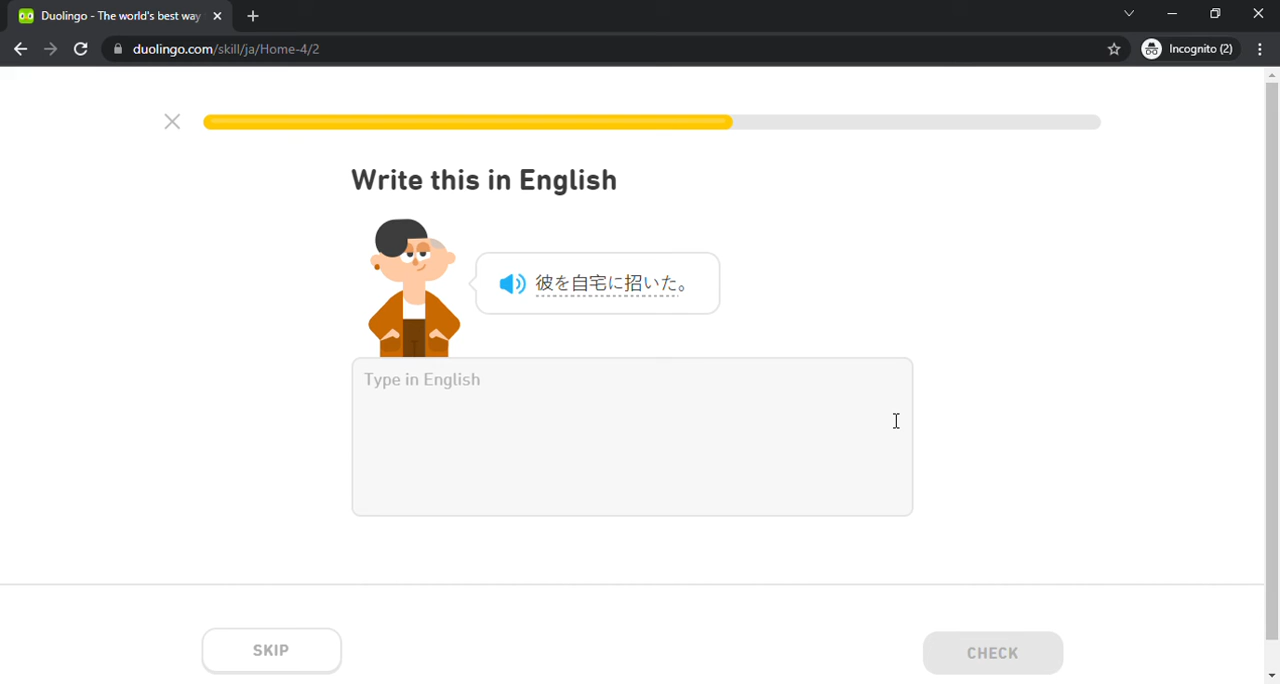 Duolingo - The world's best way
duolingo.com/skill/ja/Home-4/2
Incognito (2)
Write this in English
彼を自宅に招いた。
Type in English
SKIP
CHECK